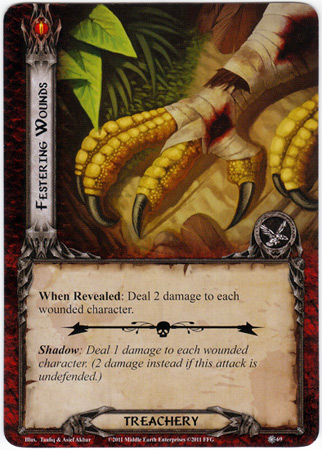 FESTERING WOUNDS
When Revealed: Deal 2 damage to each
wounded character.
Shadow: Deal 1 damage to each wounded
character. (2 damage instead if this attack is
undefended.)
TREACHERY
Illus. Taufiq & Asief Akbar ©2011 Middle Earth Enterprises ©2011 FFG 69